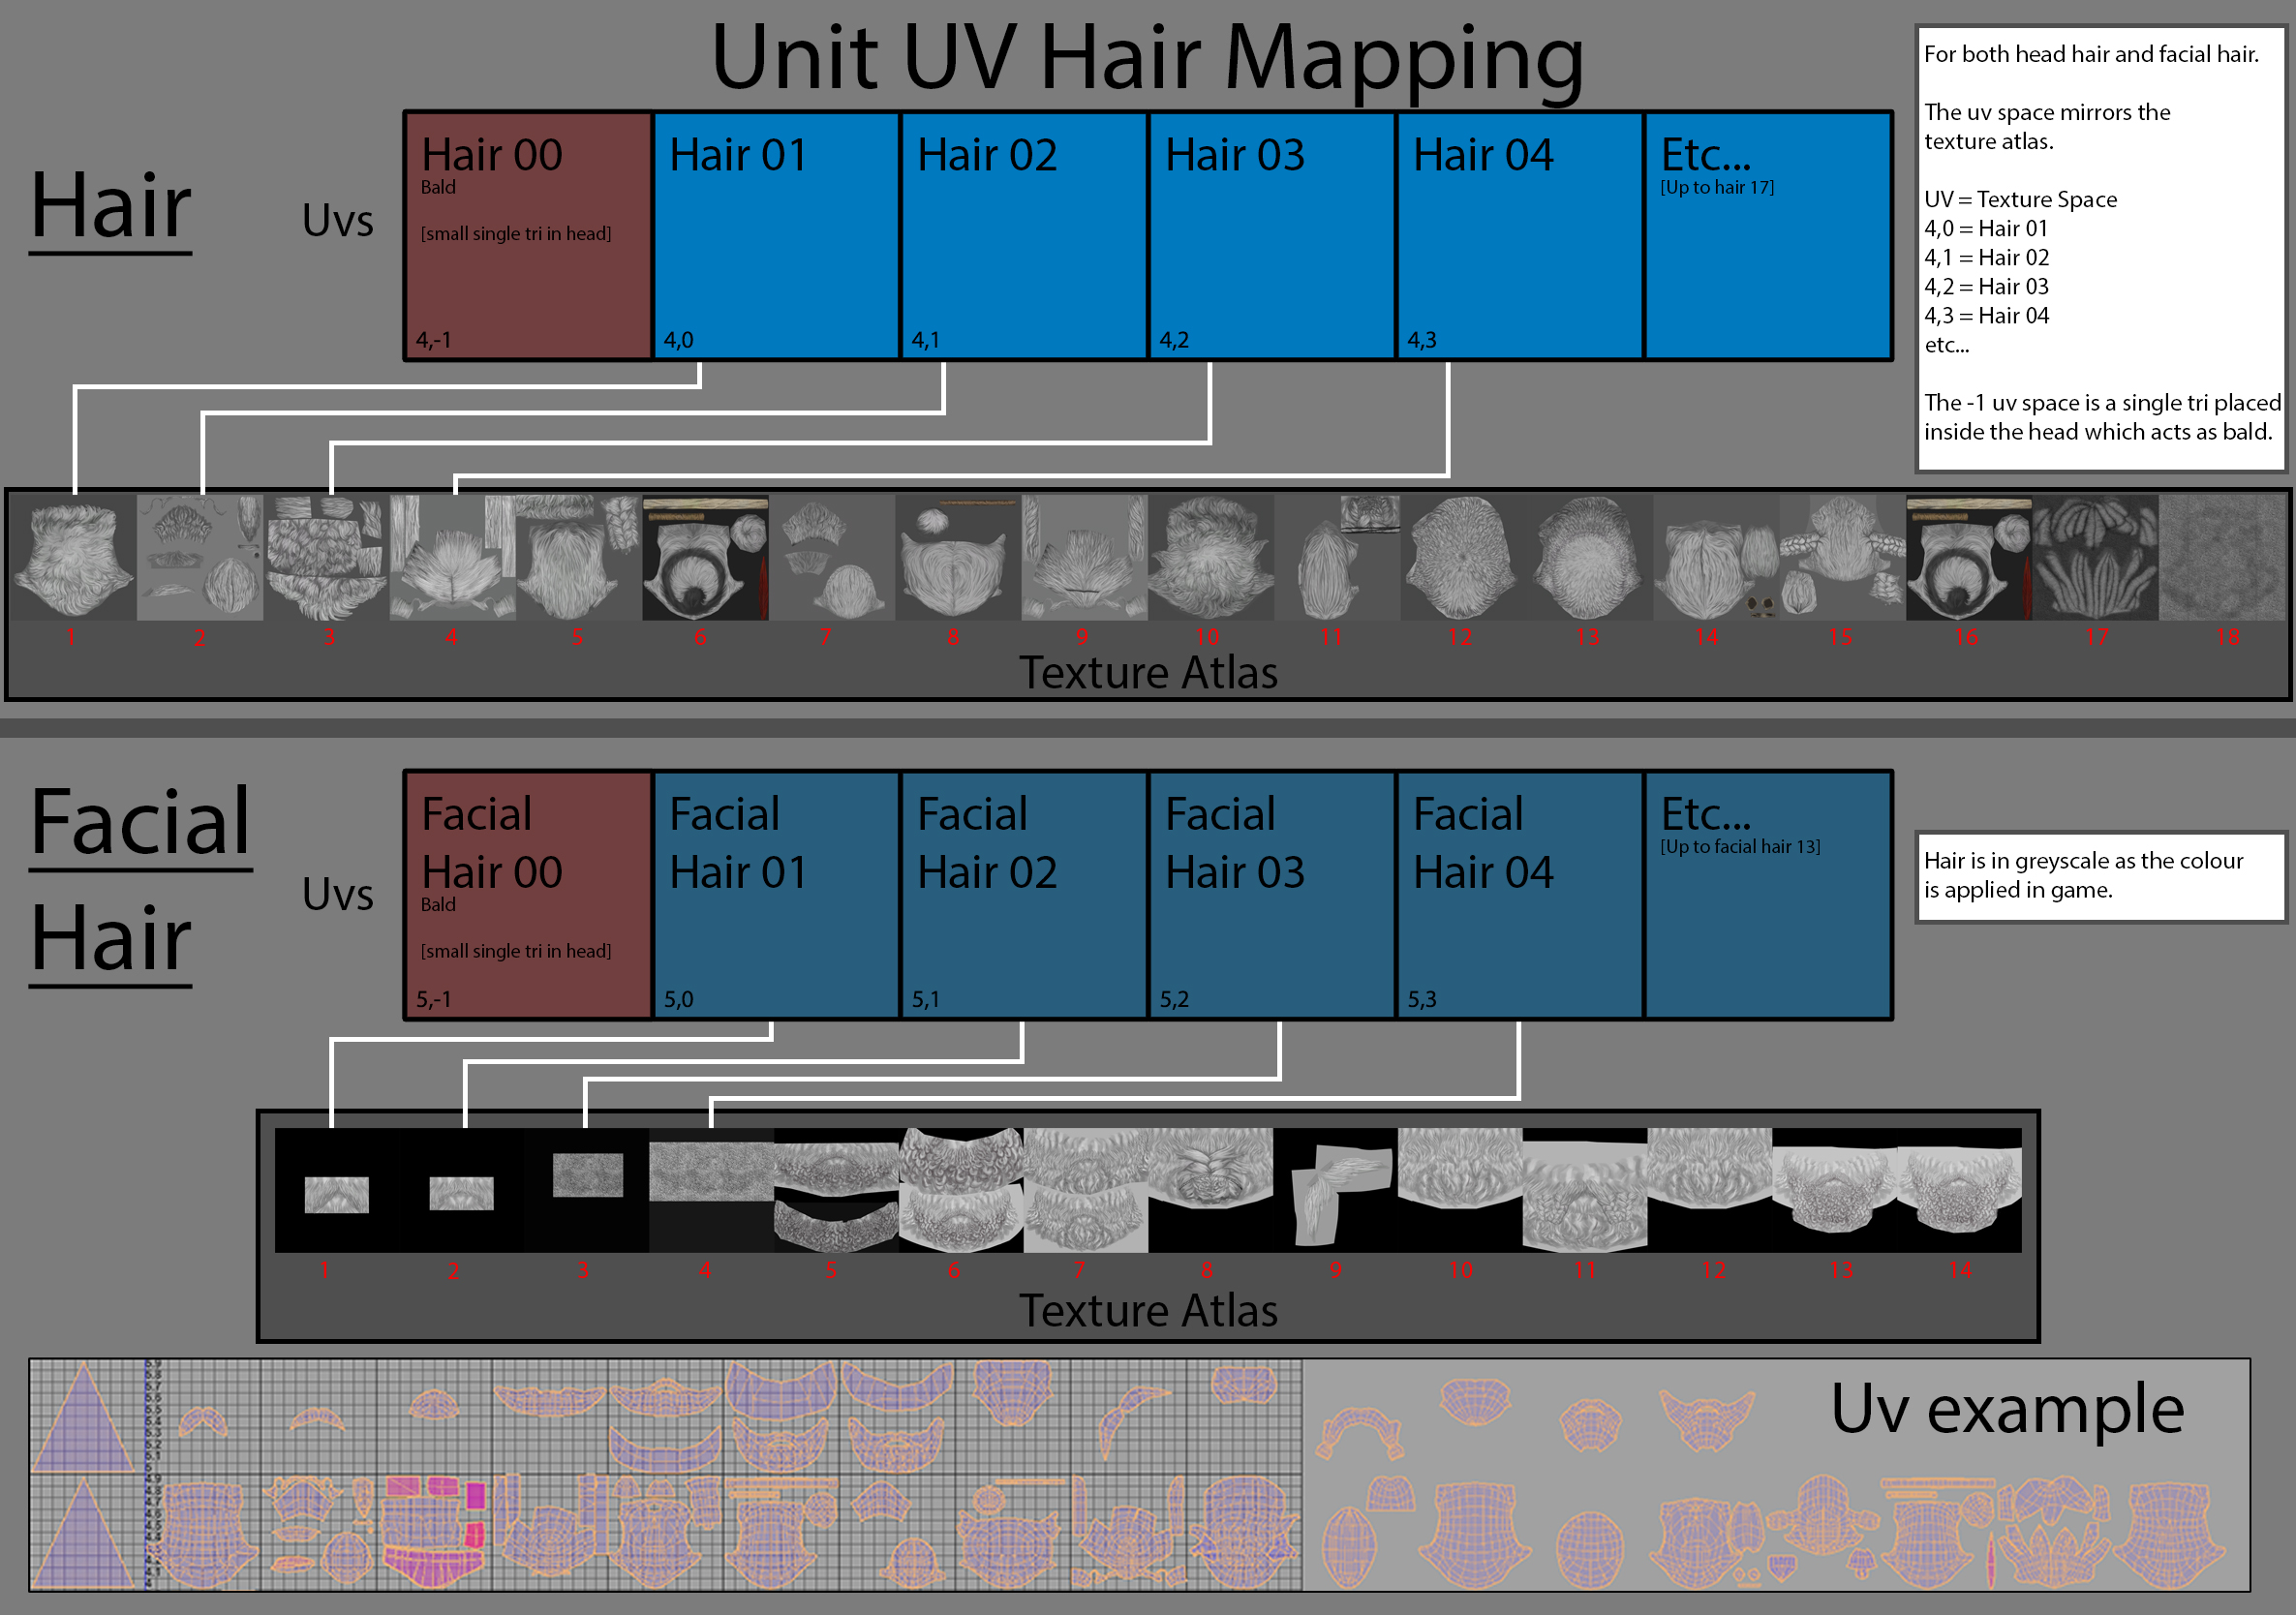 Unit UV Hair Mapping
For both head hair and facial hair.
The uv space mirrors the
texture atlas.
UV = Texture Space
4,0 = Hair 01
4,1 = Hair 02
4,2 = Hair 03
4,3 = Hair 04
etc...
The -1 uv space is a single tri placed
inside the head which acts as bald.
Hair
Uvs
Hair 00
Bald
[small single tri in head]
4,-1
Hair 01
4,0
Hair 02
4,1
Hair 03
4,2
Hair 04
4,3
Etc...
[Up to hair 17]
1 2 3 4 5 6 7 8 9 10 11 12 13 14 15 16 17 18
Texture Atlas
Facial
Hair
Uvs
Facial
Hair 00
Bald
[small single tri in head]
5,-1
Facial
Hair 01
5,0
Facial
Hair 02
5,1
Facial
Hair 03
5,2
Facial
Hair 04
5,3
Etc...
[Up to facial hair 13]
Hair is in greyscale as the colour
is applied in game.
1 2 3 4 5 6 7 8 9 10 11 12 13 14
Texture Atlas
Uv example